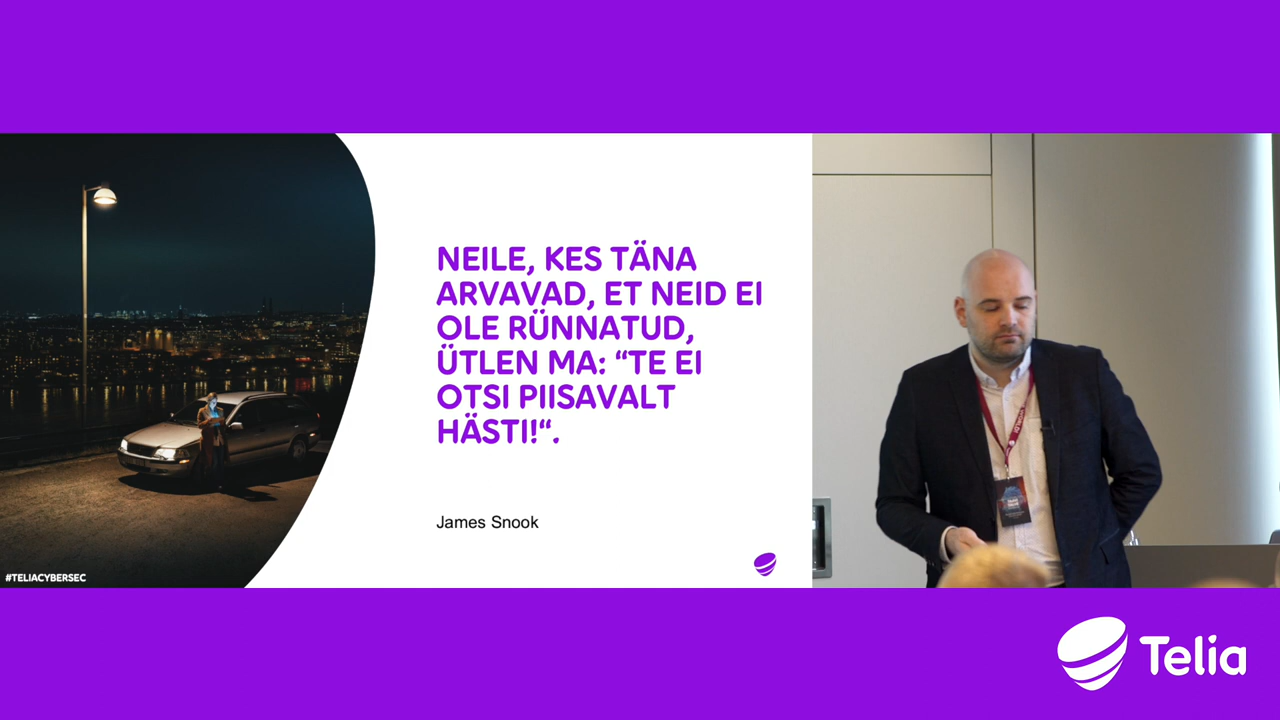 NEILE, KES TÄNA
ARVAVAD, ET NEID EI
OLE RÜNNATUD,
ÜTLEN MA: “TE EI
OTSI PIISAVALT
HÄSTI!“.
James Snook
#TELIACYBERSEC
Telia